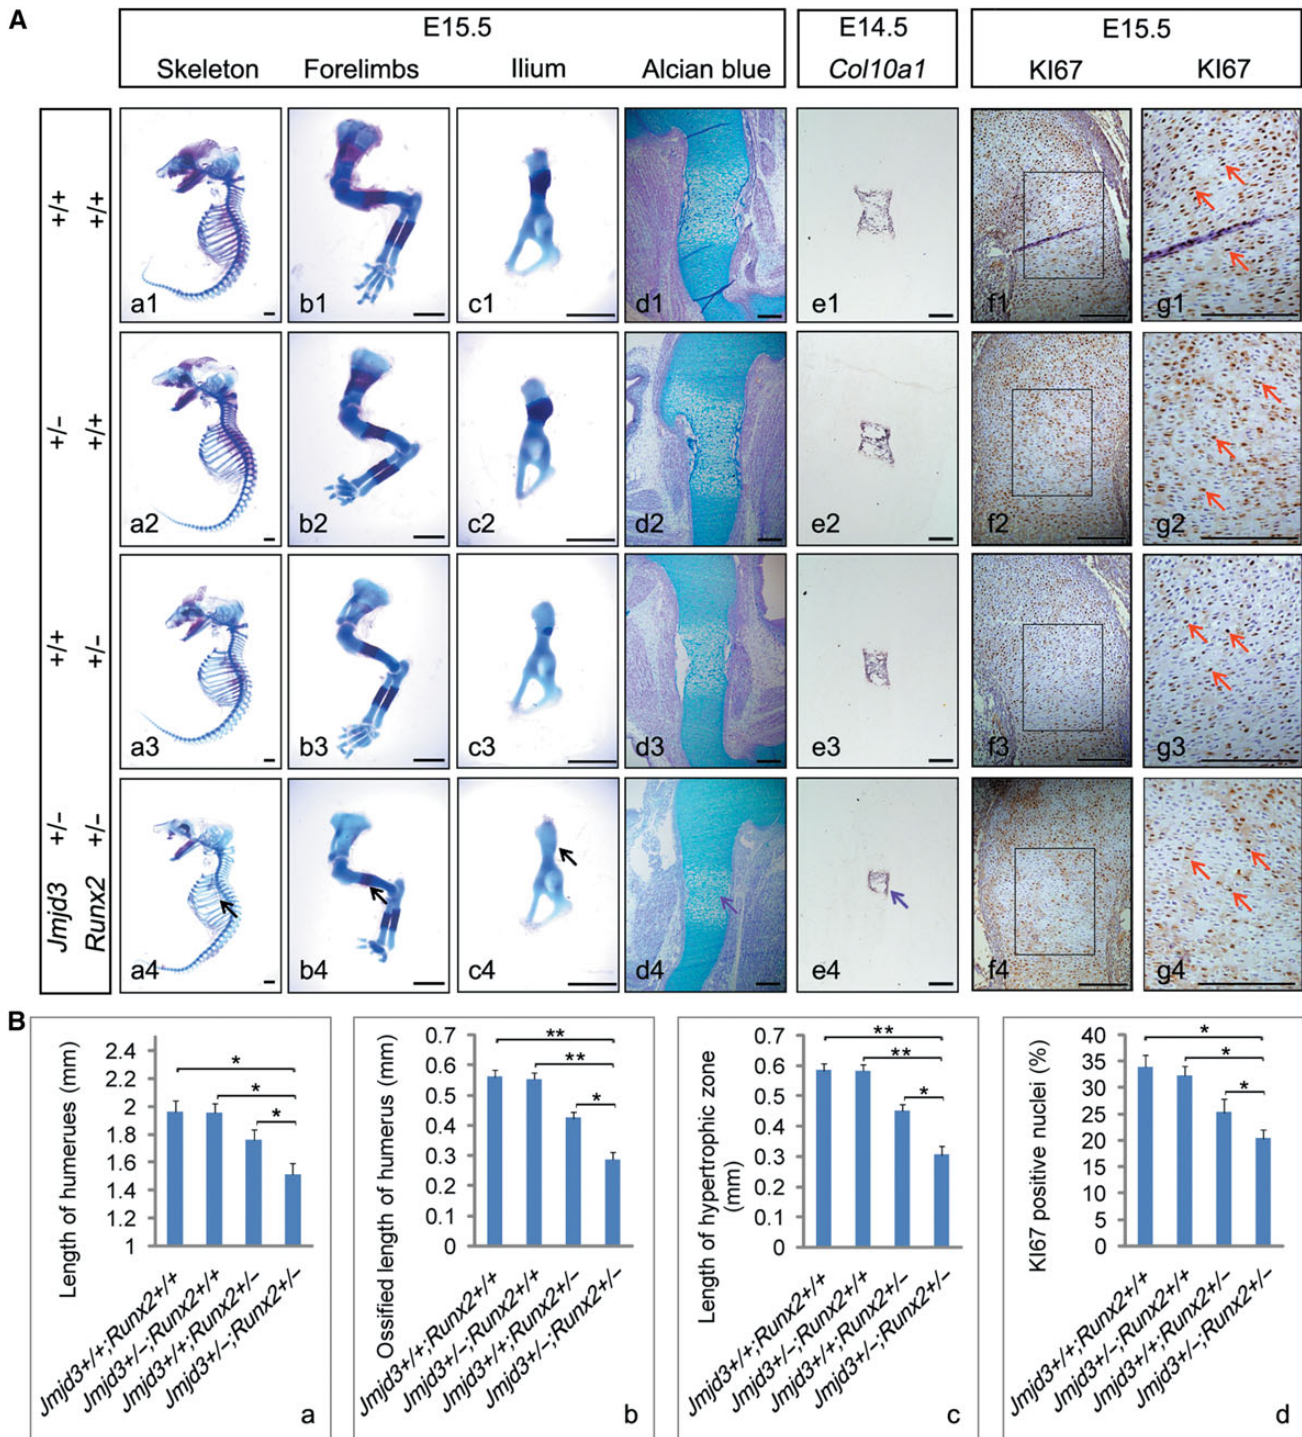 A
E15.5
E14.5
E15.5
Skeleton Forelimbs Ilium Alcian blue Col10a1 KI67 KI67
+/+ +/+
a1 b1 c1 d1 e1 f1 g1
+/- +/+
a2 b2 c2 d2 e2 f2 g2
+/+ +/-
a3 b3 c3 d3 e3 f3 g3
Jmjd3 +/-
Runx2 +/-
a4 b4 c4 d4 e4 f4 g4
B
Length of humerues (mm)
2.4
2.2
2
1.8
1.6
1.4
1.2
1
*
*
*
Jmjd3+/+;Runx2+/+
Jmjd3+/-;Runx2+/+
Jmjd3+/+;Runx2+/-
Jmjd3+/-;Runx2+/-
a
Ossified length of humerus (mm)
0.7
0.6
0.5
0.4
0.3
0.2
0.1
0
**
**
*
Jmjd3+/+;Runx2+/+
Jmjd3+/-;Runx2+/+
Jmjd3+/+;Runx2+/-
Jmjd3+/-;Runx2+/-
b
Length of hypertrophic zone
(mm)
0.7
0.6
0.5
0.4
0.3
0.2
0.1
0
**
**
*
Jmjd3+/+;Runx2+/+
Jmjd3+/-;Runx2+/+
Jmjd3+/+;Runx2+/-
Jmjd3+/-;Runx2+/-
c
KI67 positive nuclei (%)
40
35
30
25
20
15
10
5
0
*
*
*
Jmjd3+/+;Runx2+/+
Jmjd3+/-;Runx2+/+
Jmjd3+/+;Runx2+/-
Jmjd3+/-;Runx2+/-
d